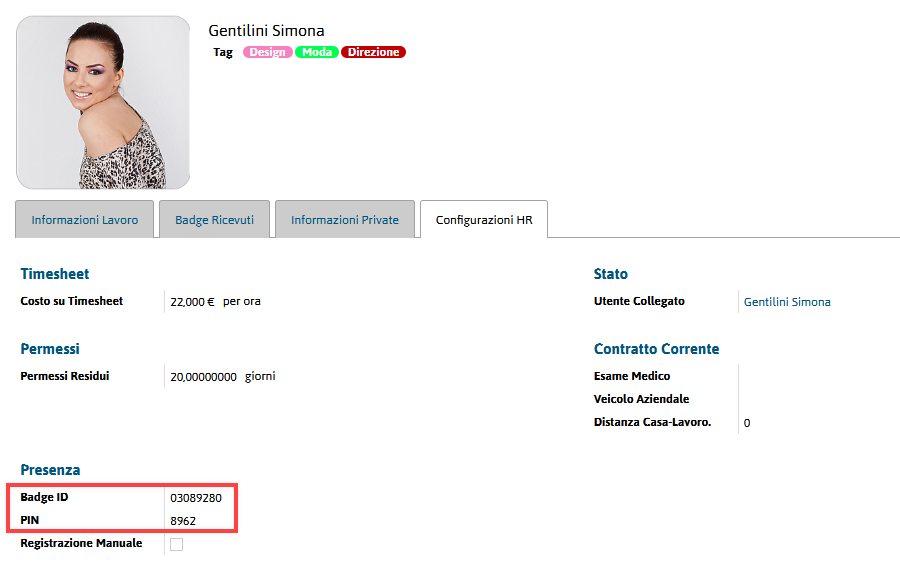 Gentilini Simona
Tag Design Moda Direzione
Informazioni Lavoro Badge Ricevuti Informazioni Private Configurazioni HR
Timesheet
Costo su Timesheet 22,000 € per ora
Stato
Utente Collegato Gentilini Simona
Permessi
Permessi Residui 20,00000000 giorni
Contratto Corrente
Esame Medico
Veicolo Aziendale
Distanza Casa-Lavoro. 0
Presenza
Badge ID 03089280
PIN 8962
Registrazione Manuale